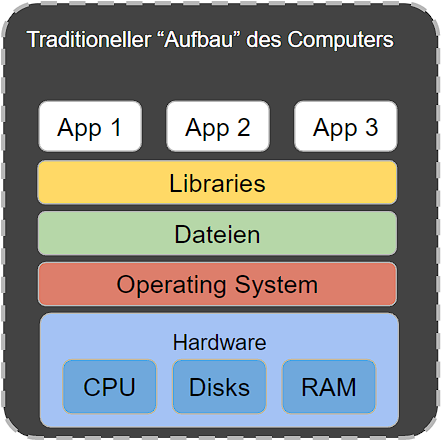 Traditioneller “Aufbau” des Computers
App 1 App 2 App 3
Libraries
Dateien
Operating System
Hardware
CPU Disks RAM